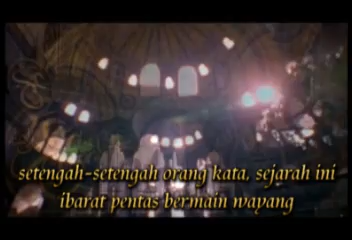 setengah-setengah orang kata, sejarah ini
ibarat pentas bermain wayang